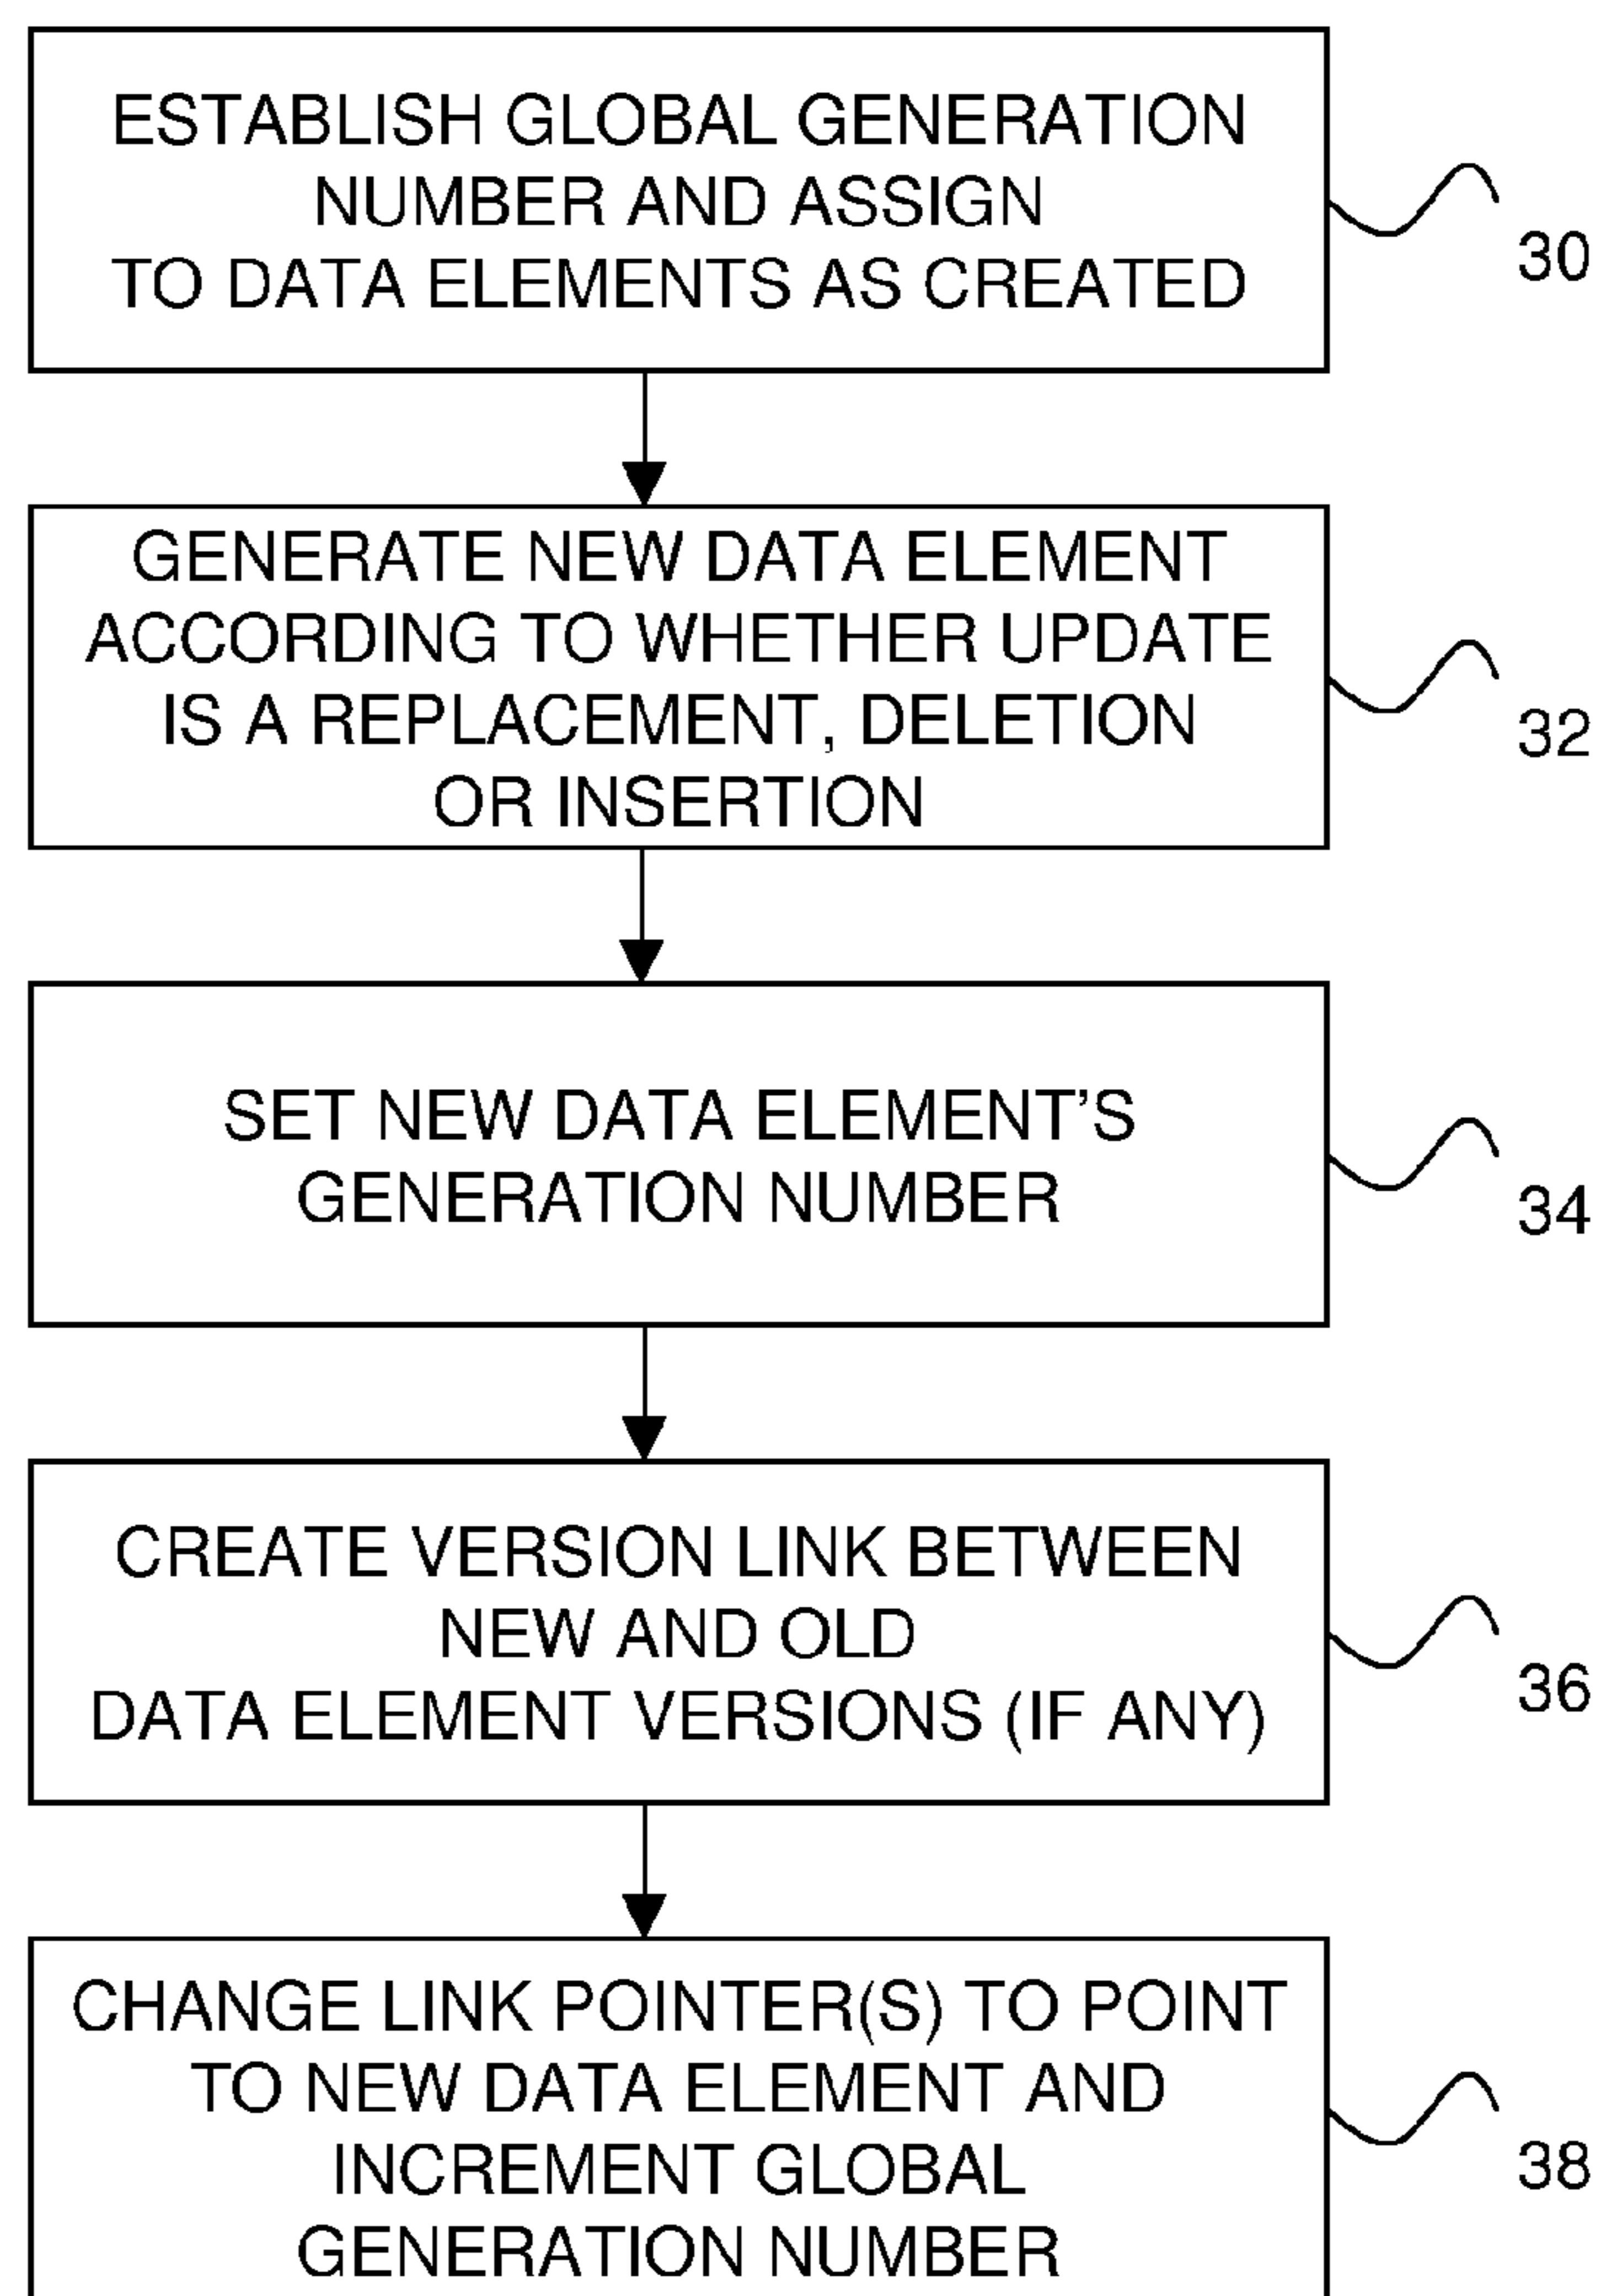 ESTABLISH GLOBAL GENERATION
NUMBER AND ASSIGN
TO DATA ELEMENTS AS CREATED
30
GENERATE NEW DATA ELEMENT
ACCORDING TO WHETHER UPDATE
IS A REPLACEMENT, DELETION
OR INSERTION
32
SET NEW DATA ELEMENT'S
GENERATION NUMBER
34
CREATE VERSION LINK BETWEEN
NEW AND OLD
DATA ELEMENT VERSIONS (IF ANY)
36
CHANGE LINK POINTER(S) TO POINT
TO NEW DATA ELEMENT AND
INCREMENT GLOBAL
GENERATION NUMBER
38